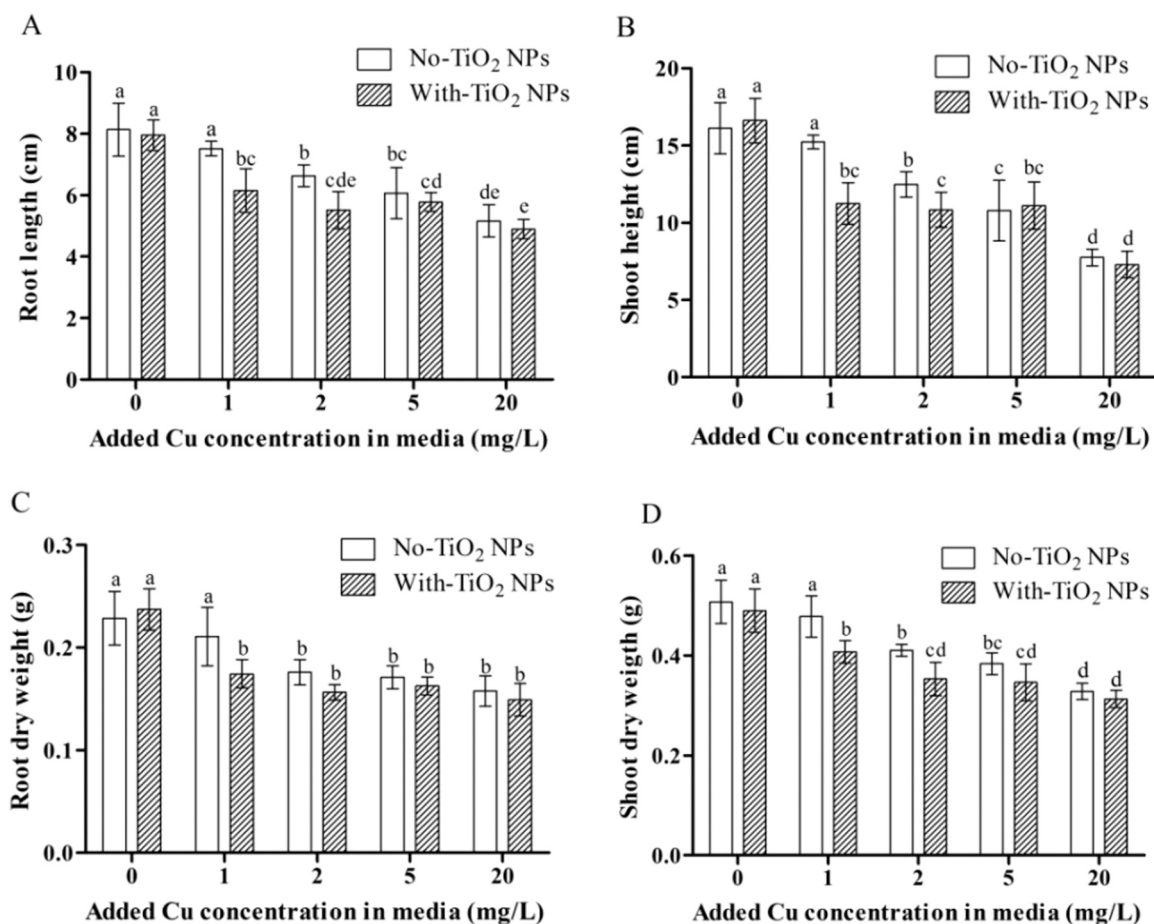 A
No-TiO₂ NPs
With-TiO₂ NPs
10
8
6
4
2
0
Root length (cm)
a a a bc b cde bc cd de e
0 1 2 5 20
Added Cu concentration in media (mg/L)
B
No-TiO₂ NPs
With-TiO₂ NPs
20
15
10
5
0
Shoot height (cm)
a a a bc b c c bc d d
0 1 2 5 20
Added Cu concentration in media (mg/L)
C
No-TiO₂ NPs
With-TiO₂ NPs
0.3
0.2
0.1
0.0
Root dry weight (g)
a a a b b b b b b b
0 1 2 5 20
Added Cu concentration in media (mg/L)
D
No-TiO₂ NPs
With-TiO₂ NPs
0.6
0.4
0.2
0.0
Shoot dry weigth (g)
a a a b b cd bc cd d d
0 1 2 5 20
Added Cu concentration in media (mg/L)